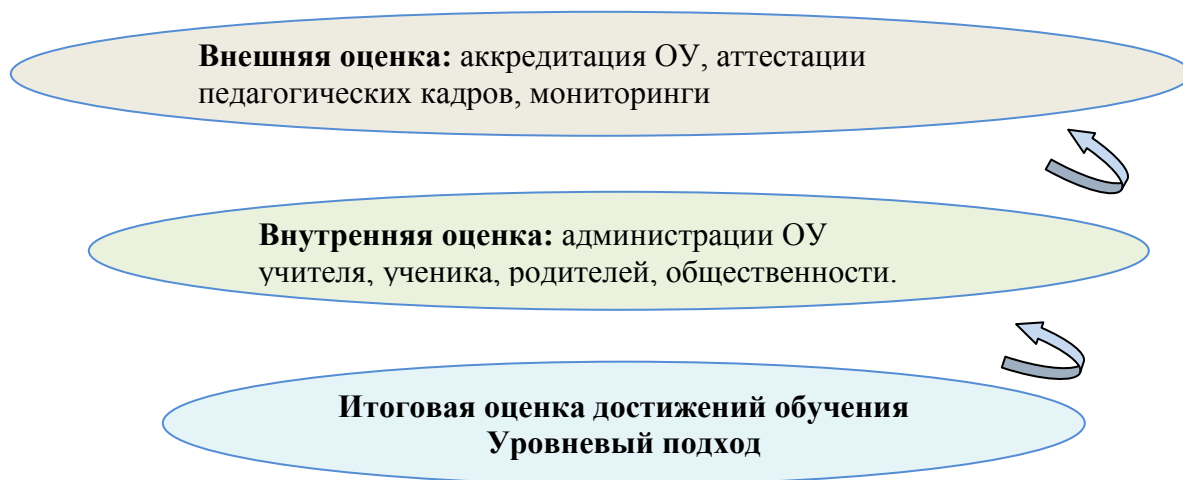 Внешняя оценка: аккредитация ОУ, аттестации
педагогических кадров, мониторинги
Внутренняя оценка: администрации ОУ
учителя, ученика, родителей, общественности.
Итоговая оценка достижений обучения
Уровневый подход